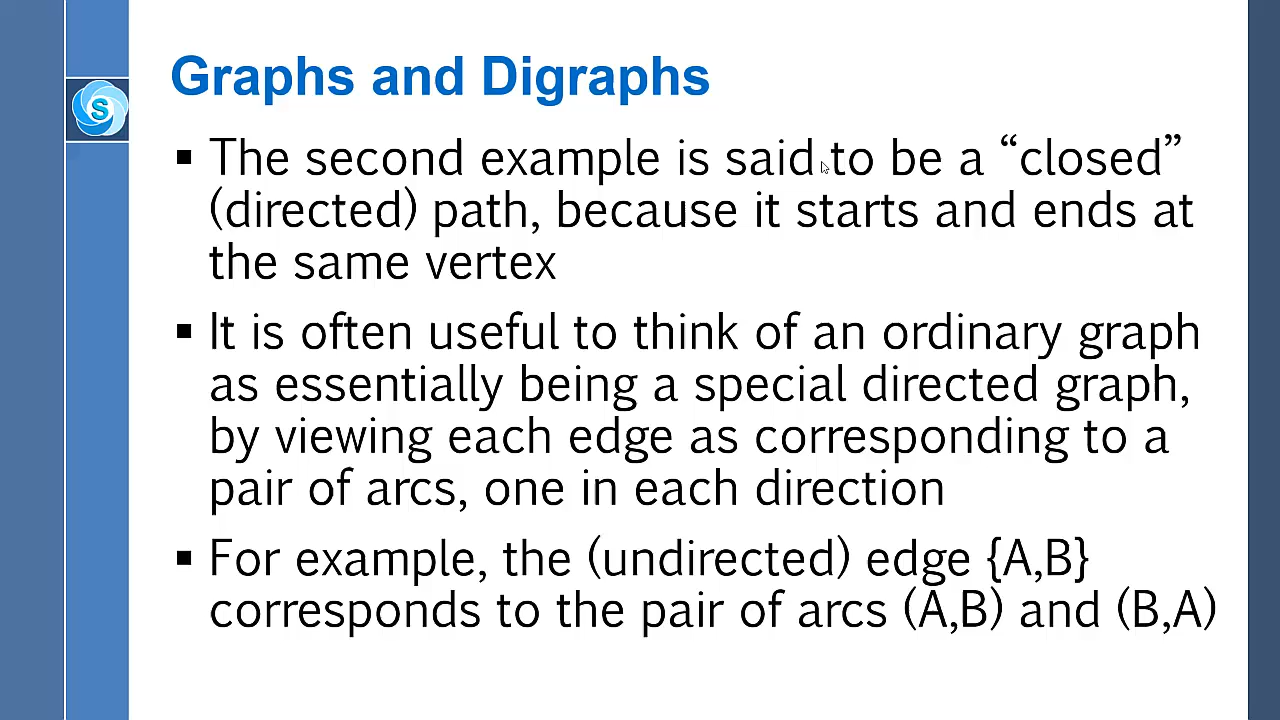 S
Graphs and Digraphs
▪ The second example is said to be a “closed”
(directed) path, because it starts and ends at
the same vertex
▪ It is often useful to think of an ordinary graph
as essentially being a special directed graph,
by viewing each edge as corresponding to a
pair of arcs, one in each direction
▪ For example, the (undirected) edge {A,B}
corresponds to the pair of arcs (A,B) and (B,A)